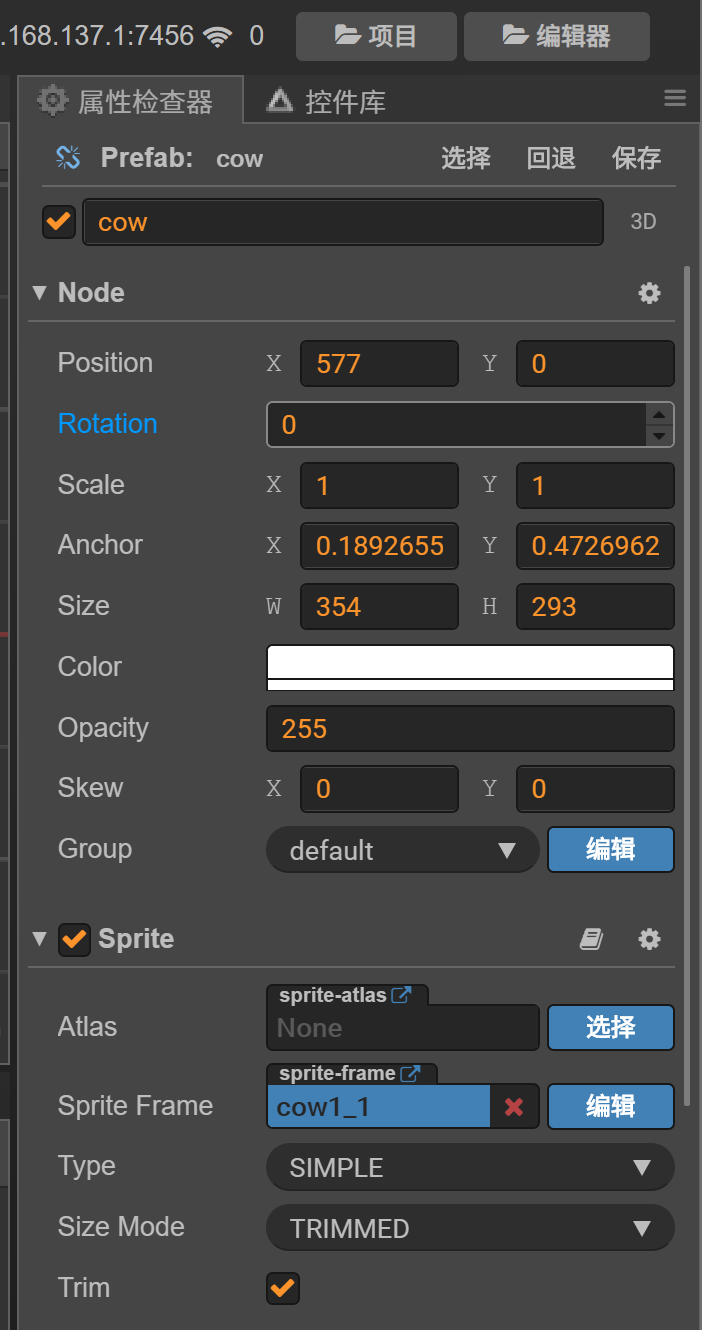 .168.137.1:7456 0 项目 编辑器
属性检查器 控件库
Prefab: cow 选择 回退 保存
cow 3D
Node
Position X 577 Y 0
Rotation 0
Scale X 1 Y 1
Anchor X 0.1892655 Y 0.4726962
Size W 354 H 293
Color
Opacity 255
Skew X 0 Y 0
Group default 编辑
Sprite
sprite-atlas
Atlas None 选择
sprite-frame
Sprite Frame cow1_1 编辑
Type SIMPLE
Size Mode TRIMMED
Trim